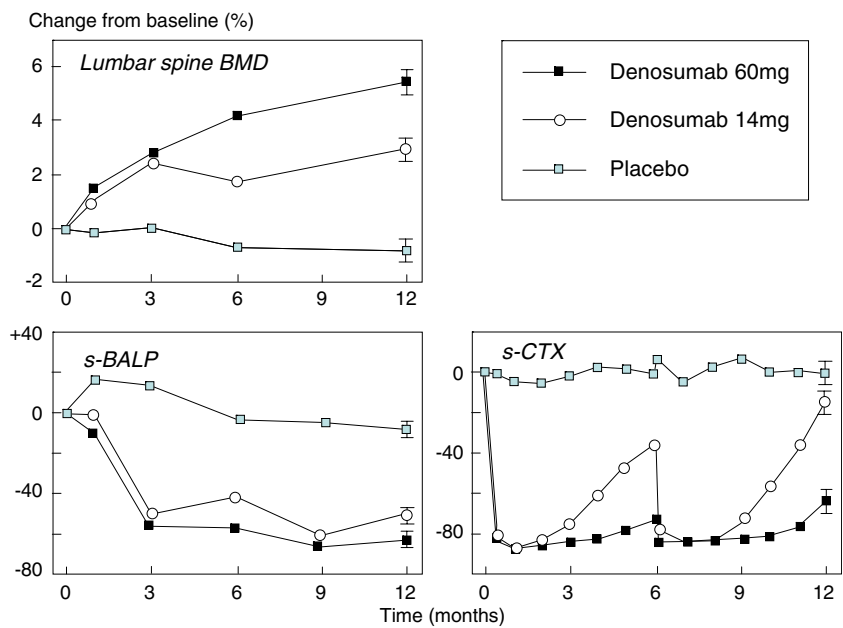 Change from baseline (%)
Lumbar spine BMD
6
4
2
0
-2
0 3 6 9 12
Denosumab 60mg
Denosumab 14mg
Placebo
s-BALP
+40
0
-40
-80
0 3 6 9 12
s-CTX
0
-40
-80
0 3 6 9 12
Time (months)